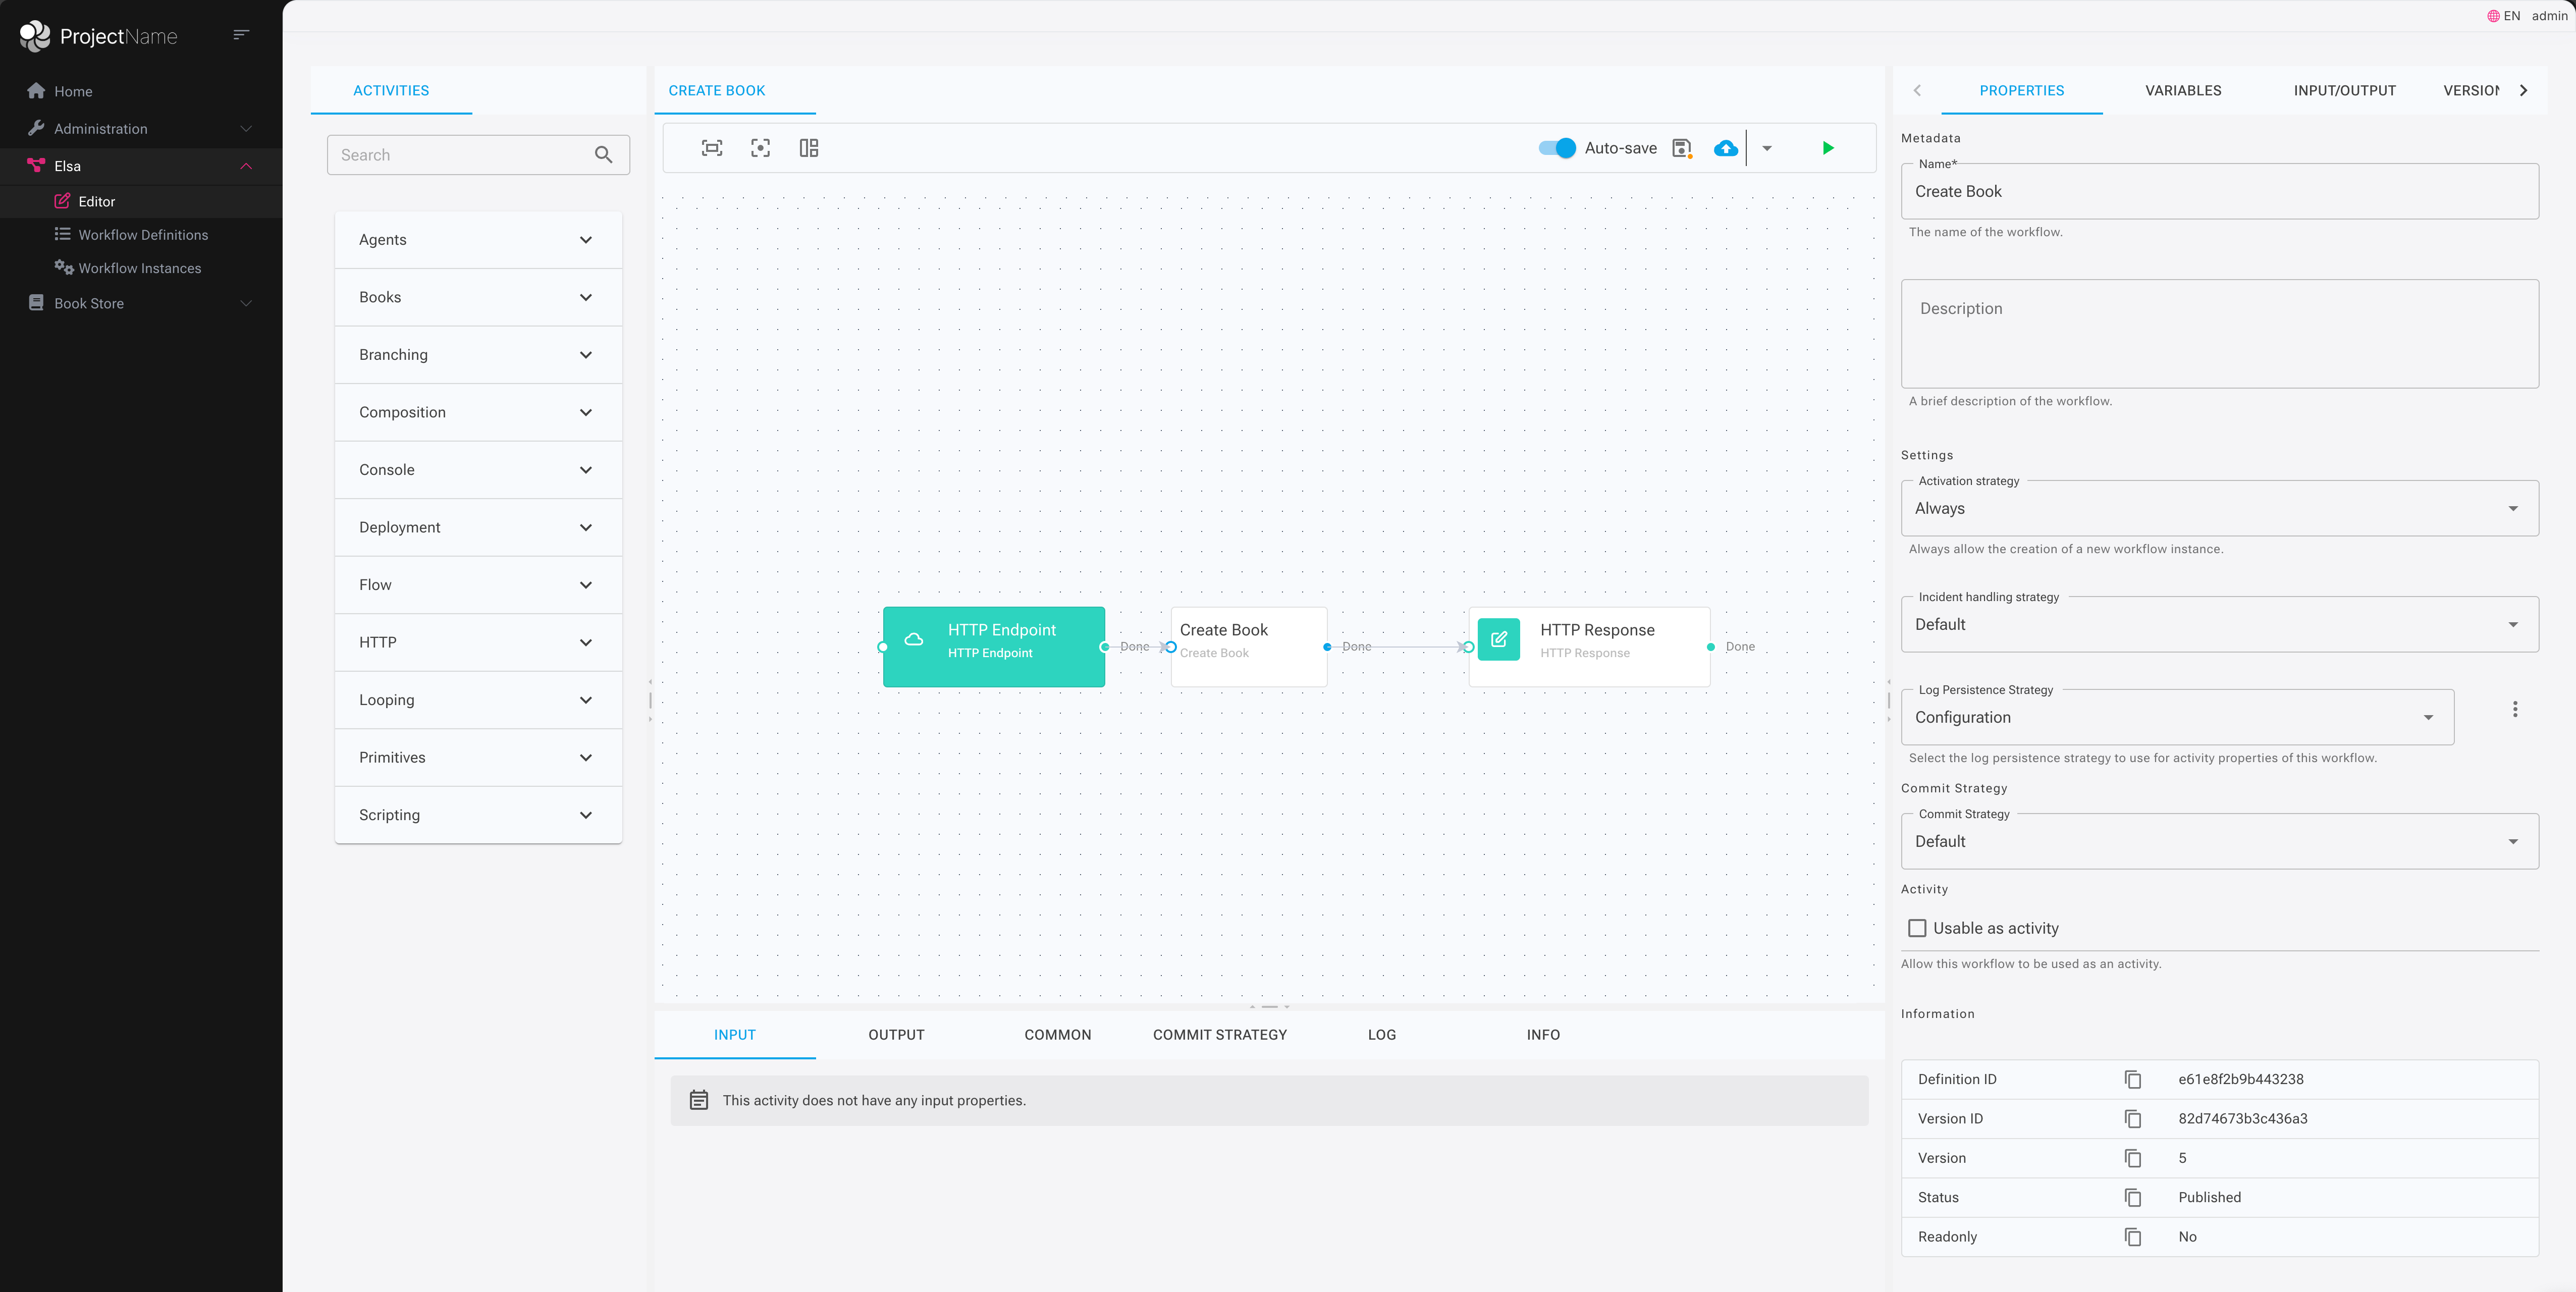 ProjectName
EN admin
Home
Administration
Elsa
Editor
Workflow Definitions
Workflow Instances
Book Store
ACTIVITIES
Search
Agents
Books
Branching
Composition
Console
Deployment
Flow
HTTP
Looping
Primitives
Scripting
CREATE BOOK
Auto-save
HTTP Endpoint
HTTP Endpoint
Done
Create Book
Create Book
Done
HTTP Response
HTTP Response
Done
INPUT OUTPUT COMMON COMMIT STRATEGY LOG INFO
This activity does not have any input properties.
PROPERTIES VARIABLES INPUT/OUTPUT VERSION
Metadata
Name*
Create Book
The name of the workflow.
Description
A brief description of the workflow.
Settings
Activation strategy
Always
Always allow the creation of a new workflow instance.
Incident handling strategy
Default
Log Persistence Strategy
Configuration
Select the log persistence strategy to use for activity properties of this workflow.
Commit Strategy
Commit Strategy
Default
Activity
Usable as activity
Allow this workflow to be used as an activity.
Information
Definition ID e61e8f2b9b443238
Version ID 82d74673b3c436a3
Version 5
Status Published
Readonly No